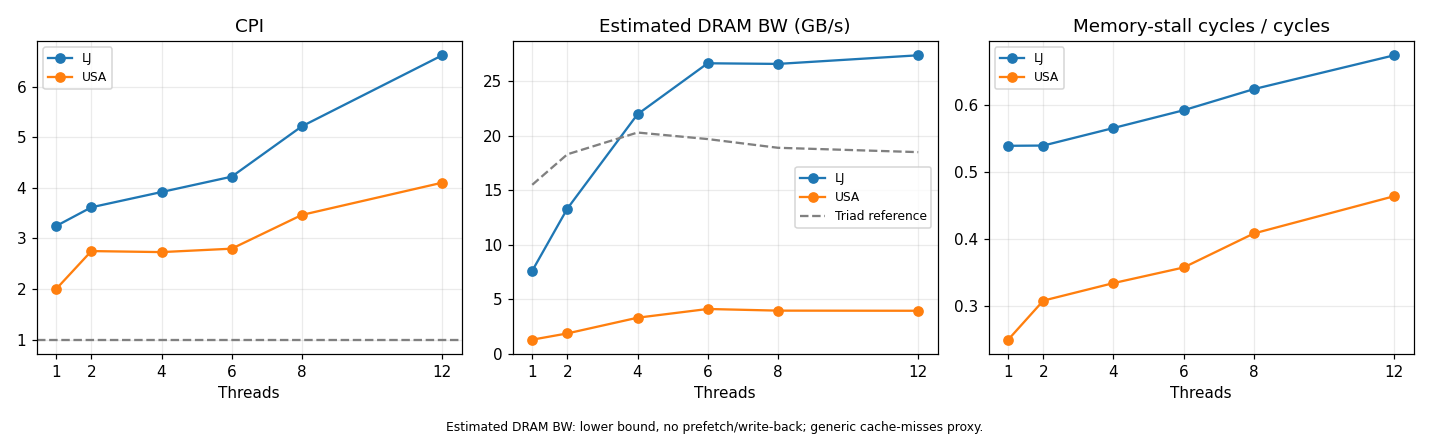 CPI
LJ
USA
6
5
4
3
2
1
1 2 4 6 8 12
Threads
Estimated DRAM BW (GB/s)
25
20
15
10
5
0
LJ
USA
Triad reference
1 2 4 6 8 12
Threads
Memory-stall cycles / cycles
LJ
USA
0.6
0.5
0.4
0.3
1 2 4 6 8 12
Threads
Estimated DRAM BW: lower bound, no prefetch/write-back; generic cache-misses proxy.